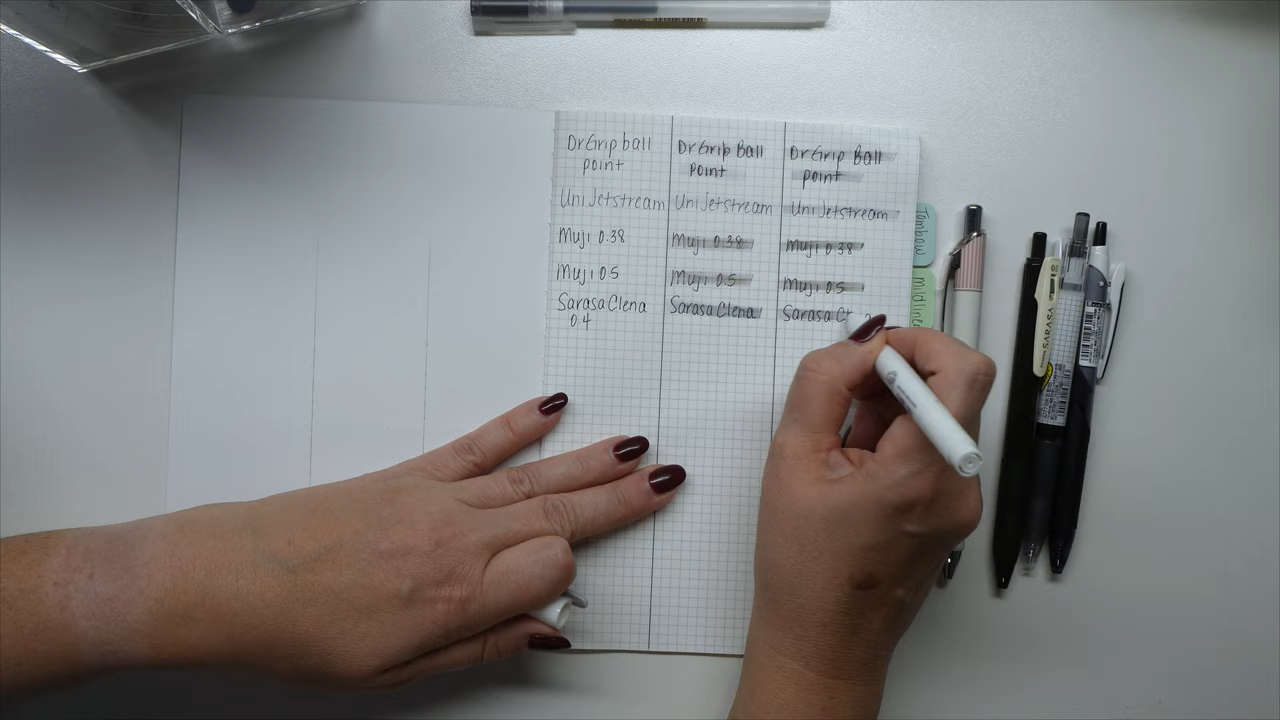 Dr Grip ball
point
Uni Jetstream
Muji 0.38
Muji 0.5
Sarasa Clena
0.4
Dr Grip Ball
point
Uni Jetstream
Muji 0.38
Muji 0.5
Sarasa Clena
Dr Grip Ball
point
Uni Jetstream
Muji 0.38
Muji 0.5
Sarasa
Tombow
Mildliner
SARASA